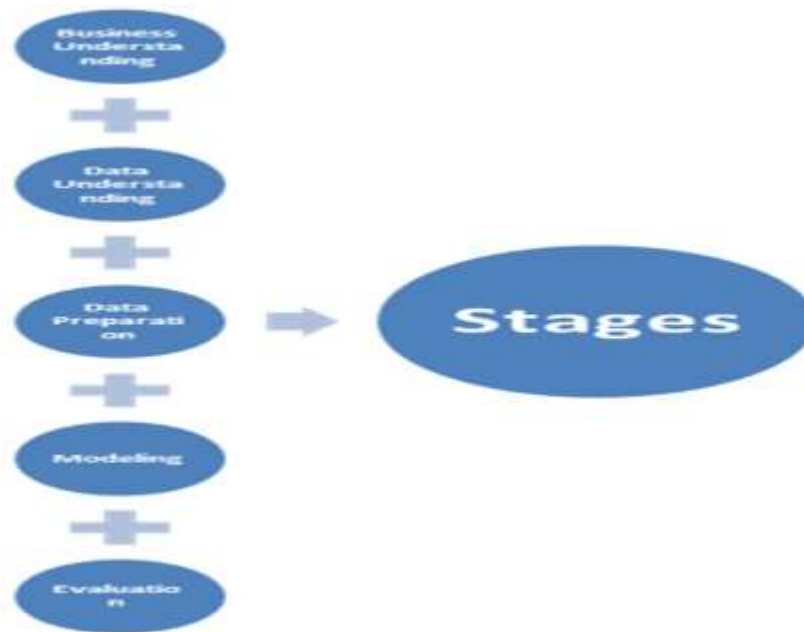 Business
Understa
nding
Data
Understa
nding
Data
Preparati
on
Modeling
Evaluatio
n
Stages